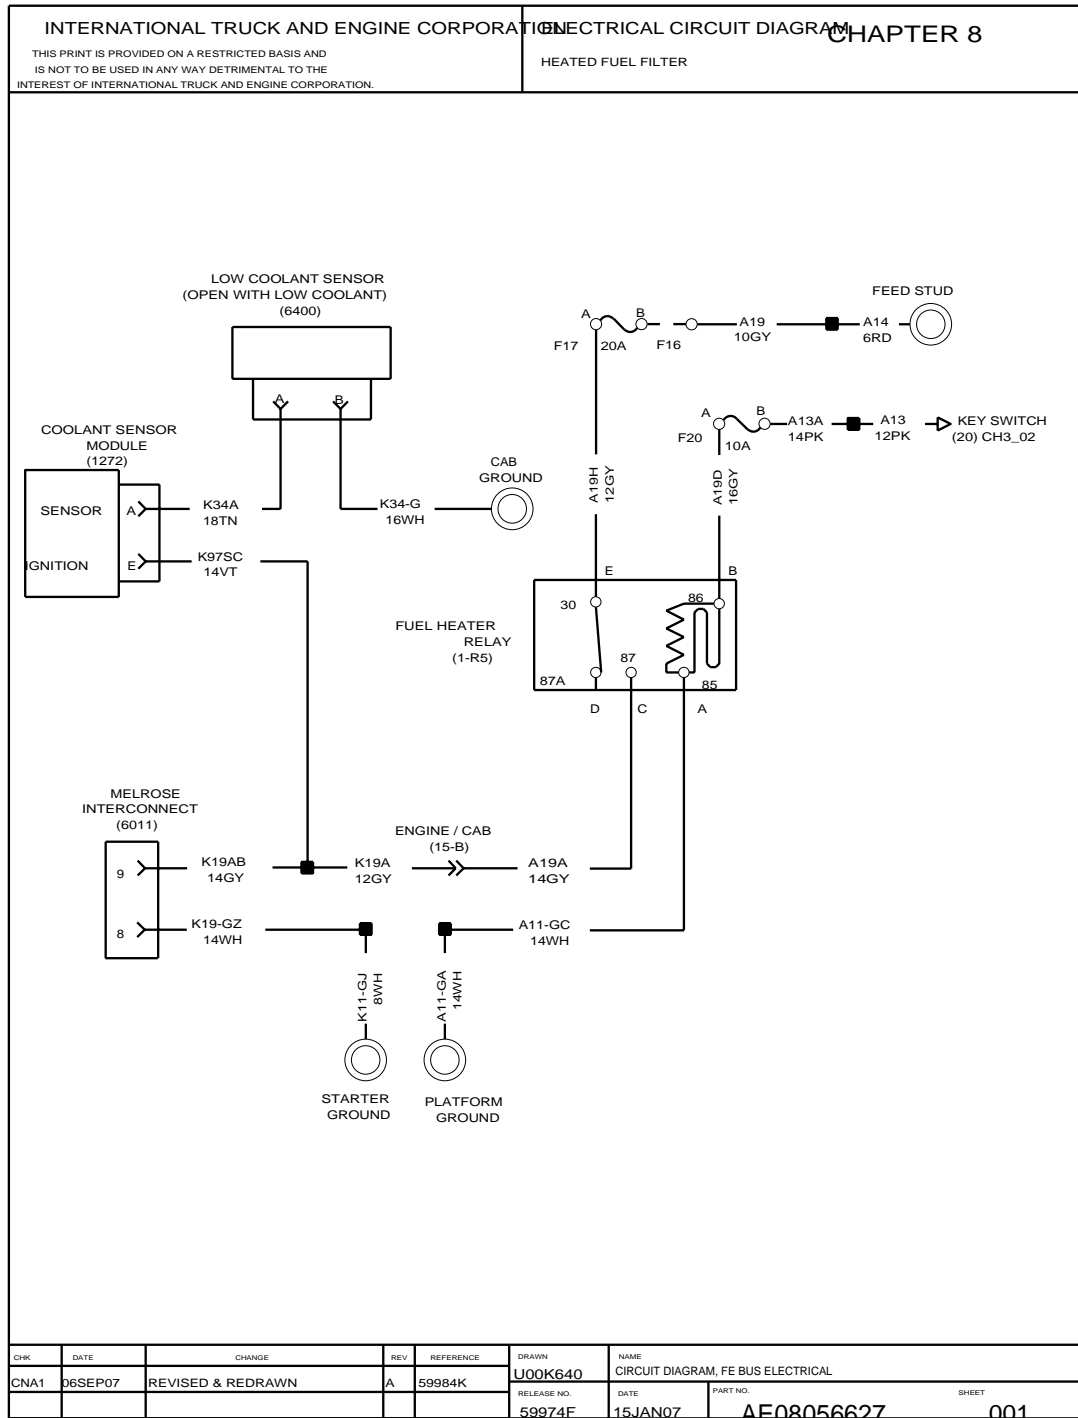 INTERNATIONAL TRUCK AND ENGINE CORPORATION
THIS PRINT IS PROVIDED ON A RESTRICTED BASIS AND
IS NOT TO BE USED IN ANY WAY DETRIMENTAL TO THE
INTEREST OF INTERNATIONAL TRUCK AND ENGINE CORPORATION.
ELECTRICAL CIRCUIT DIAGRAM
HEATED FUEL FILTER
CHAPTER 8
LOW COOLANT SENSOR
(OPEN WITH LOW COOLANT)
(6400)
A
B
FEED STUD
A
B
F17
20A
F16
A19
10GY
A14
6RD
A
B
F20
10A
A13A
14PK
A13
12PK
KEY SWITCH
(20) CH3_02
COOLANT SENSOR
MODULE
(1272)
SENSOR
A
IGNITION
E
K34A
18TN
K97SC
14VT
CAB
GROUND
K34-G
16WH
A19H
12GY
A19D
16GY
E
B
30
86
FUEL HEATER
RELAY
(1-R5)
87
87A
85
D
C
A
MELROSE
INTERCONNECT
(6011)
9
8
K19AB
14GY
K19A
12GY
ENGINE / CAB
(15-B)
A19A
14GY
K19-GZ
14WH
A11-GC
14WH
K11-GJ
8WH
A11-GA
14WH
STARTER
GROUND
PLATFORM
GROUND
CHK
DATE
CHANGE
REV
REFERENCE
DRAWN
NAME
CNA1
06SEP07
REVISED & REDRAWN
A
59984K
U00K640
CIRCUIT DIAGRAM, FE BUS ELECTRICAL
RELEASE NO.
DATE
PART NO.
SHEET
59974F
15JAN07
AE08056627
001